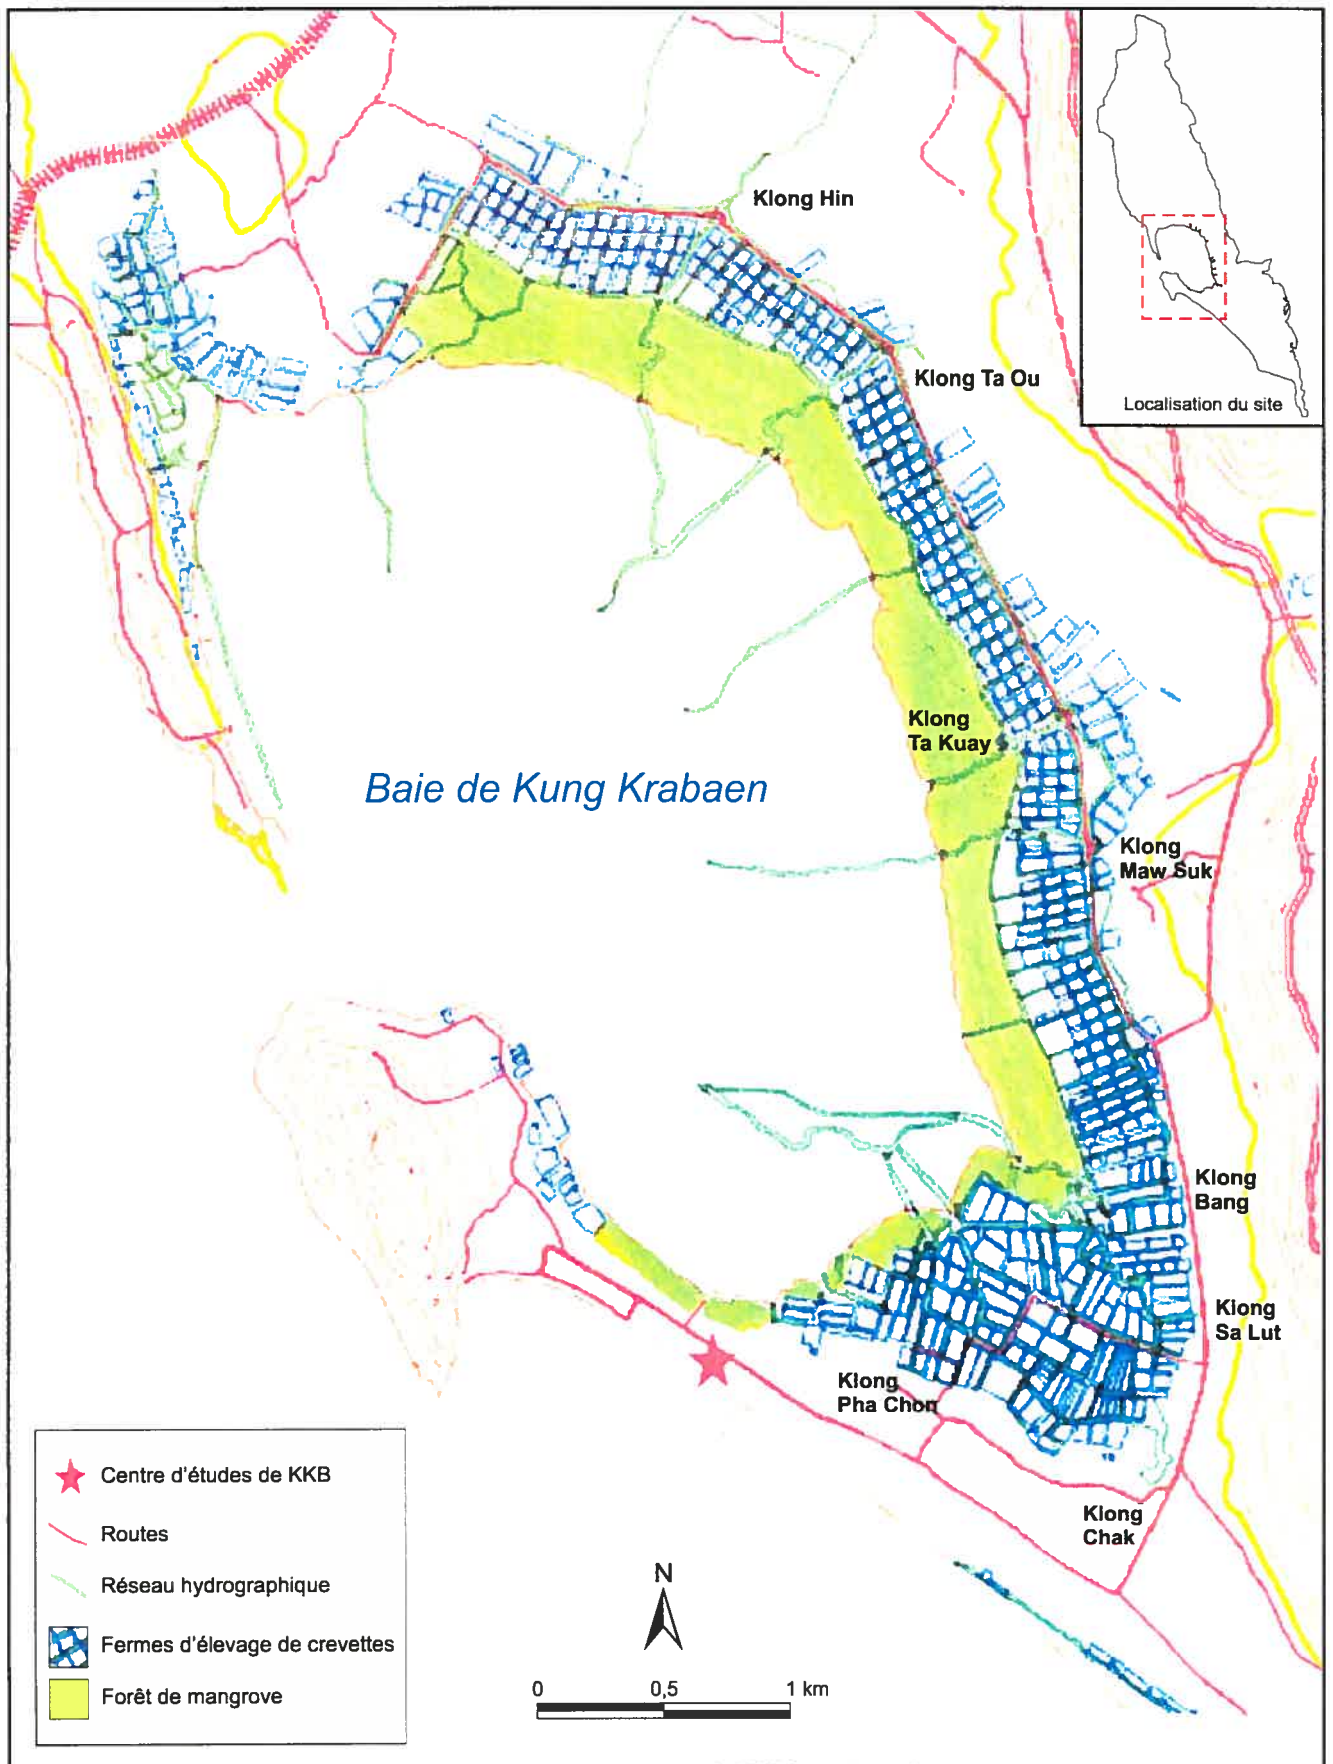 Localisation du site
Klong Hin
Klong Ta Ou
Klong
Ta Kuay
Baie de Kung Krabaen
Klong
Maw Suk
Klong
Bang
Klong
Sa Lut
Klong
Pha Chon
Klong
Chak
Centre d'études de KKB
Routes
Réseau hydrographique
Fermes d'élevage de crevettes
Forêt de mangrove
N
0 0,5 1 km